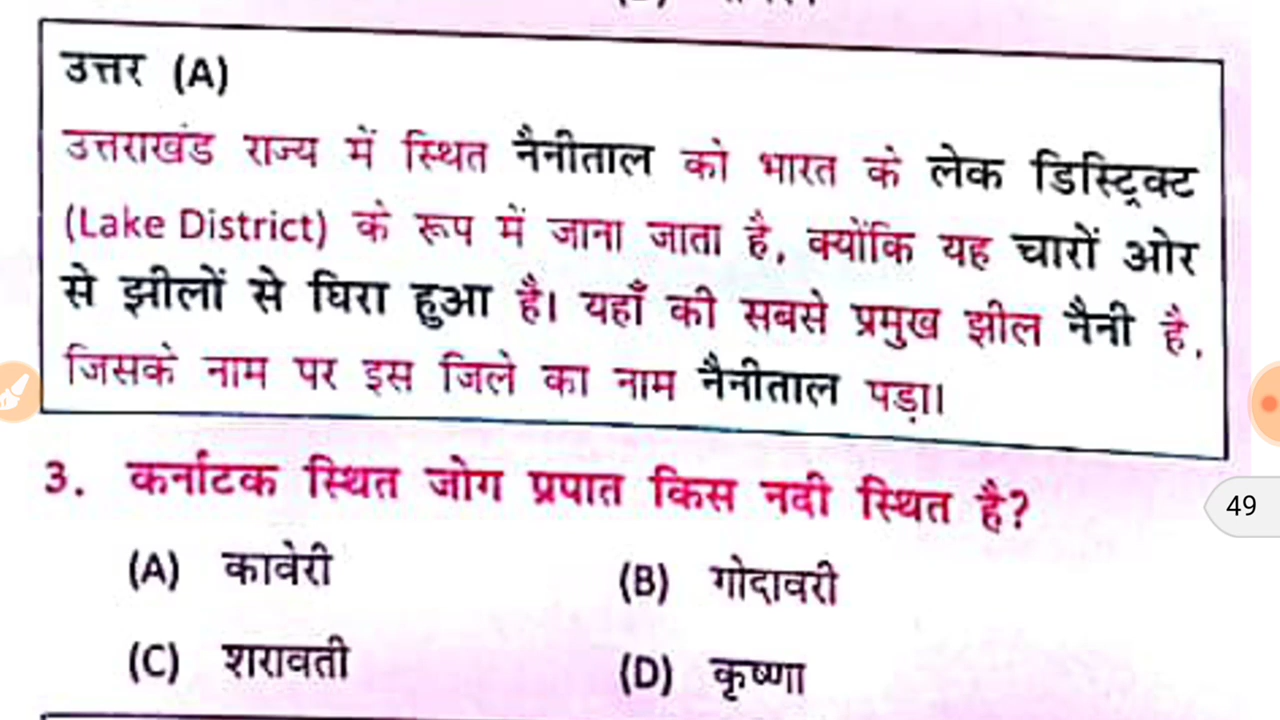 उत्तर (A)
उत्तराखंड राज्य में स्थित नैनीताल को भारत के लेक डिस्ट्रिक्ट
(Lake District) के रूप में जाना जाता है, क्योंकि यह चारों ओर
से झीलों से घिरा हुआ है। यहाँ की सबसे प्रमुख झील नैनी है,
जिसके नाम पर इस जिले का नाम नैनीताल पड़ा।
3. कर्नाटक स्थित जोग प्रपात किस नदी स्थित है?
49
(A) कावेरी (B) गोदावरी
(C) शरावती (D) कृष्णा